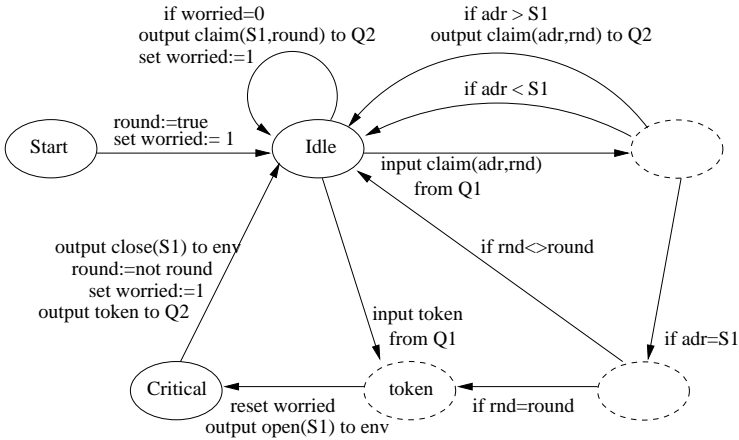 if worried=0
output claim(S1,round) to Q2
set worried:=1
if adr > S1
output claim(adr,rnd) to Q2
if adr < S1
round:=true
set worried:= 1
Start
Idle
input claim(adr,rnd)
from Q1
output close(S1) to env
round:=not round
set worried:=1
output token to Q2
if rnd<>round
input token
from Q1
if adr=S1
Critical
token
reset worried
output open(S1) to env
if rnd=round